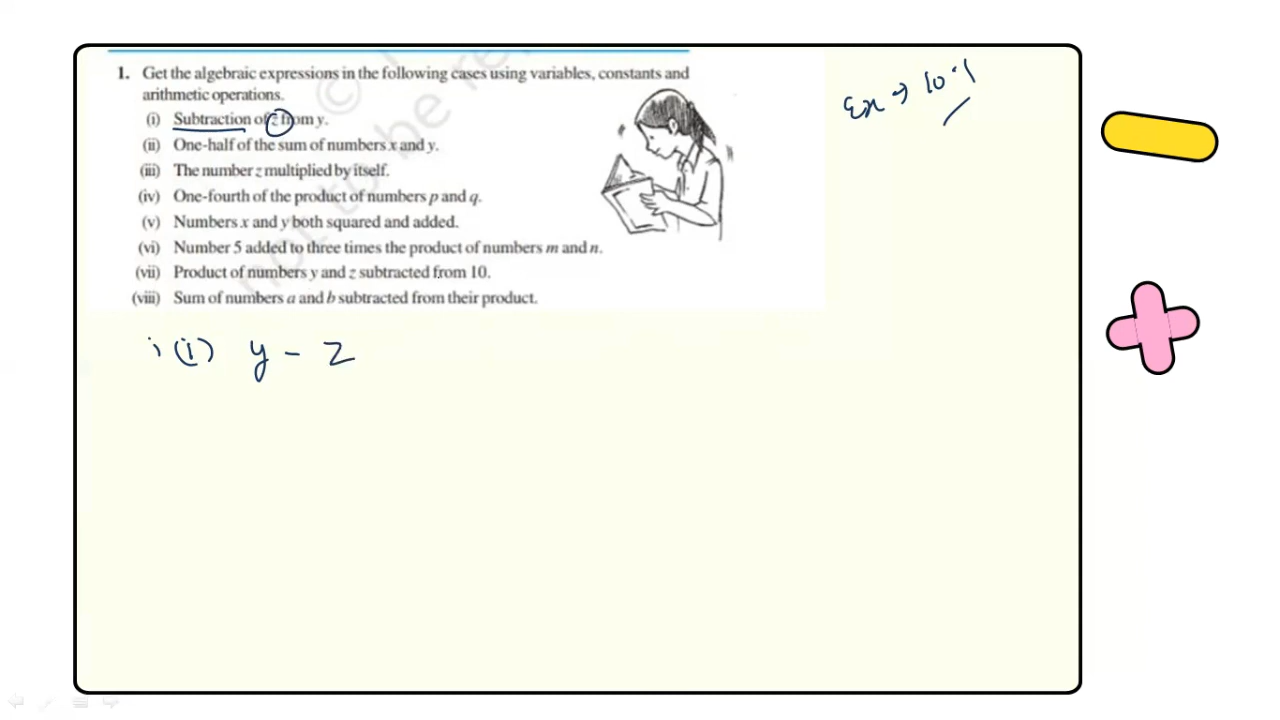 1. Get the algebraic expressions in the following cases using variables, constants and
arithmetic operations.
(i) Subtraction of z from y.
(ii) One-half of the sum of numbers x and y.
(iii) The number z multiplied by itself.
(iv) One-fourth of the product of numbers p and q.
(v) Numbers x and y both squared and added.
(vi) Number 5 added to three times the product of numbers m and n.
(vii) Product of numbers y and z subtracted from 10.
(viii) Sum of numbers a and b subtracted from their product.
Ex → 10.1
(i) y - z